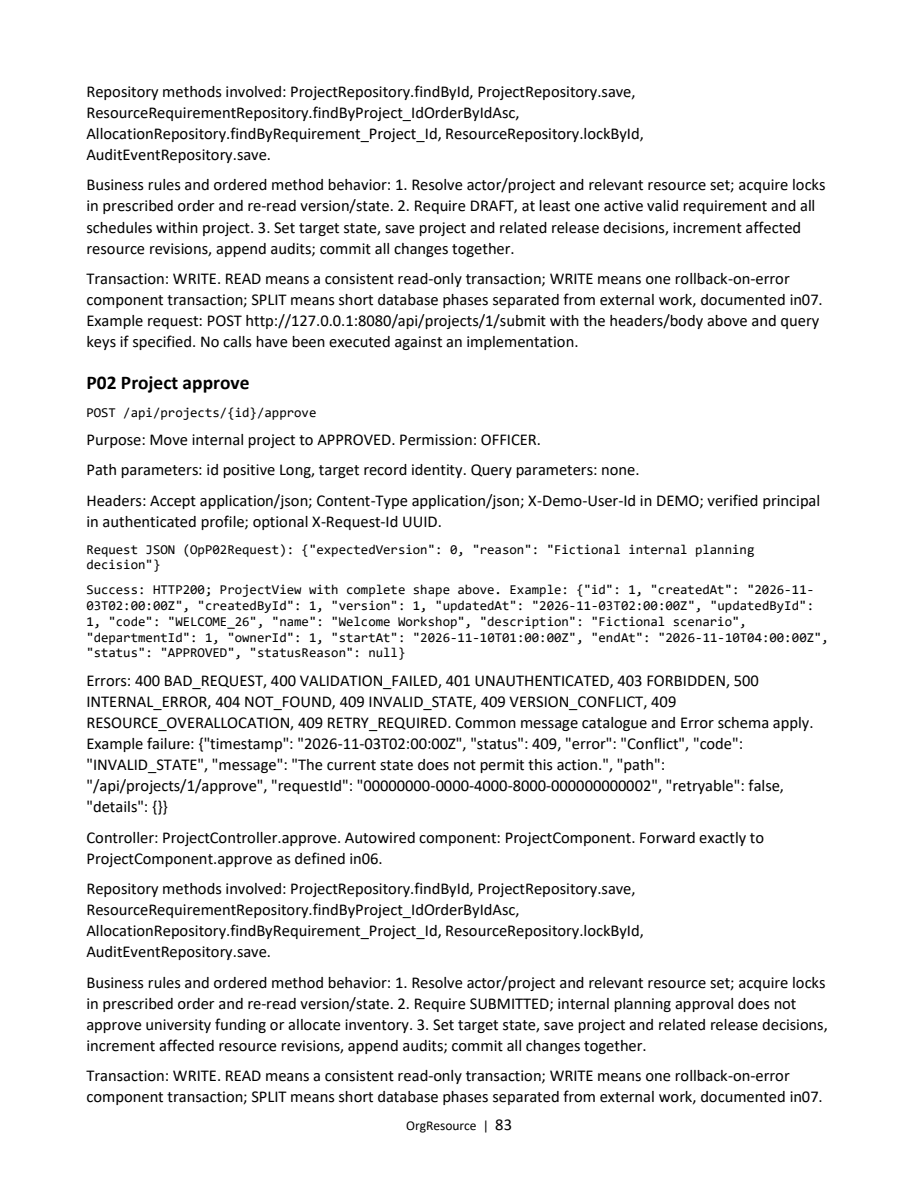 Repository methods involved: ProjectRepository.findById, ProjectRepository.save,
ResourceRequirementRepository.findByProject_IdOrderByIdAsc,
AllocationRepository.findByRequirement_Project_Id, ResourceRepository.lockById,
AuditEventRepository.save.
Business rules and ordered method behavior: 1. Resolve actor/project and relevant resource set; acquire locks
in prescribed order and re-read version/state. 2. Require DRAFT, at least one active valid requirement and all
schedules within project. 3. Set target state, save project and related release decisions, increment affected
resource revisions, append audits; commit all changes together.
Transaction: WRITE. READ means a consistent read-only transaction; WRITE means one rollback-on-error
component transaction; SPLIT means short database phases separated from external work, documented in07.
Example request: POST http://127.0.0.1:8080/api/projects/1/submit with the headers/body above and query
keys if specified. No calls have been executed against an implementation.
P02 Project approve
POST /api/projects/{id}/approve
Purpose: Move internal project to APPROVED. Permission: OFFICER.
Path parameters: id positive Long, target record identity. Query parameters: none.
Headers: Accept application/json; Content-Type application/json; X-Demo-User-Id in DEMO; verified principal
in authenticated profile; optional X-Request-Id UUID.
Request JSON (OpP02Request): {"expectedVersion": 0, "reason": "Fictional internal planning
decision"}
Success: HTTP200; ProjectView with complete shape above. Example: {"id": 1, "createdAt": "2026-11-
03T02:00:00Z", "createdById": 1, "version": 1, "updatedAt": "2026-11-03T02:00:00Z", "updatedById":
1, "code": "WELCOME_26", "name": "Welcome Workshop", "description": "Fictional scenario",
"departmentId": 1, "ownerId": 1, "startAt": "2026-11-10T01:00:00Z", "endAt": "2026-11-10T04:00:00Z",
"status": "APPROVED", "statusReason": null}
Errors: 400 BAD_REQUEST, 400 VALIDATION_FAILED, 401 UNAUTHENTICATED, 403 FORBIDDEN, 500
INTERNAL_ERROR, 404 NOT_FOUND, 409 INVALID_STATE, 409 VERSION_CONFLICT, 409
RESOURCE_OVERALLOCATION, 409 RETRY_REQUIRED. Common message catalogue and Error schema apply.
Example failure: {"timestamp": "2026-11-03T02:00:00Z", "status": 409, "error": "Conflict", "code":
"INVALID_STATE", "message": "The current state does not permit this action.", "path":
"/api/projects/1/approve", "requestId": "00000000-0000-4000-8000-000000000002", "retryable": false,
"details": {}}
Controller: ProjectController.approve. Autowired component: ProjectComponent. Forward exactly to
ProjectComponent.approve as defined in06.
Repository methods involved: ProjectRepository.findById, ProjectRepository.save,
ResourceRequirementRepository.findByProject_IdOrderByIdAsc,
AllocationRepository.findByRequirement_Project_Id, ResourceRepository.lockById,
AuditEventRepository.save.
Business rules and ordered method behavior: 1. Resolve actor/project and relevant resource set; acquire locks
in prescribed order and re-read version/state. 2. Require SUBMITTED; internal planning approval does not
approve university funding or allocate inventory. 3. Set target state, save project and related release decisions,
increment affected resource revisions, append audits; commit all changes together.
Transaction: WRITE. READ means a consistent read-only transaction; WRITE means one rollback-on-error
component transaction; SPLIT means short database phases separated from external work, documented in07.
OrgResource | 83